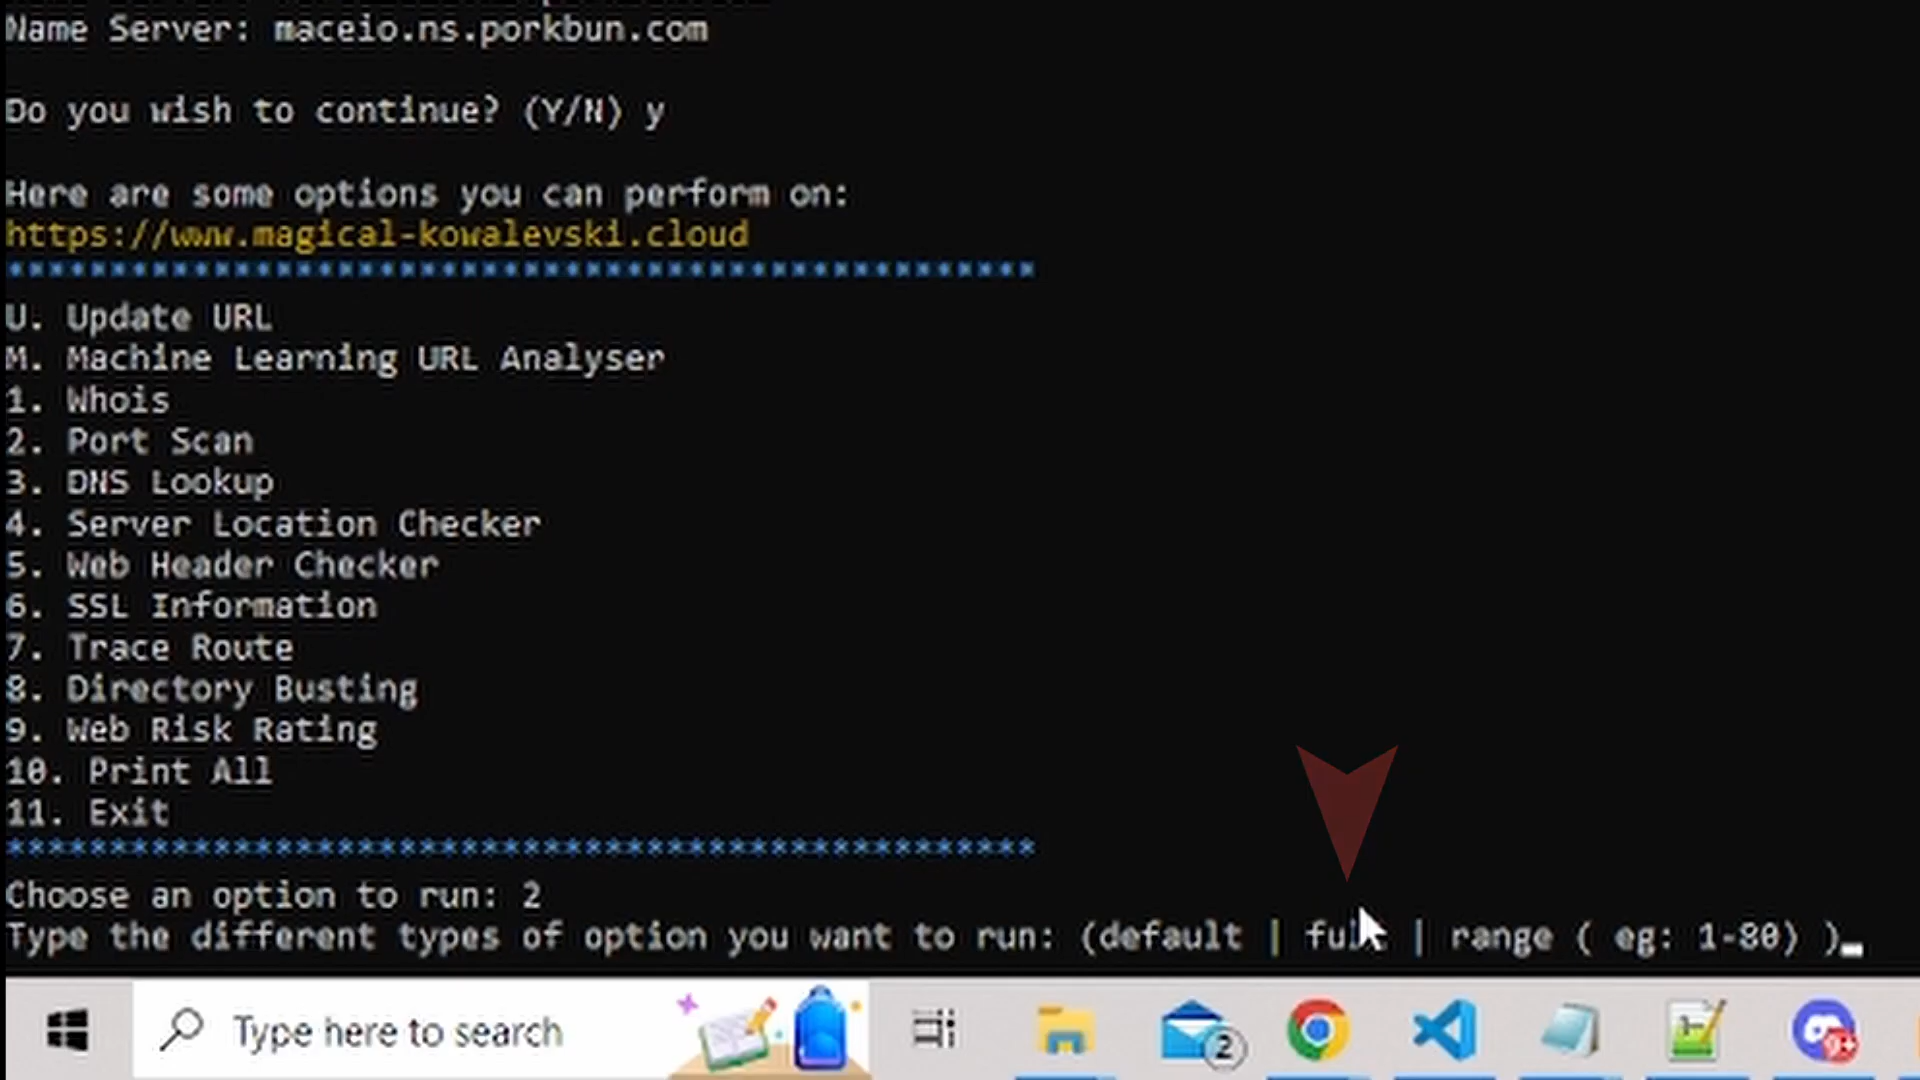 Name Server: maceio.ns.porkbun.com
Do you wish to continue? (Y/N) y
Here are some options you can perform on:
https://www.magical-kowalevski.cloud
**************************************************
U. Update URL
M. Machine Learning URL Analyser
1. Whois
2. Port Scan
3. DNS Lookup
4. Server Location Checker
5. Web Header Checker
6. SSL Information
7. Trace Route
8. Directory Busting
9. Web Risk Rating
10. Print All
11. Exit
**************************************************
Choose an option to run: 2
Type the different types of option you want to run: (default | full | range ( eg: 1-80) )
Type here to search
2
9+